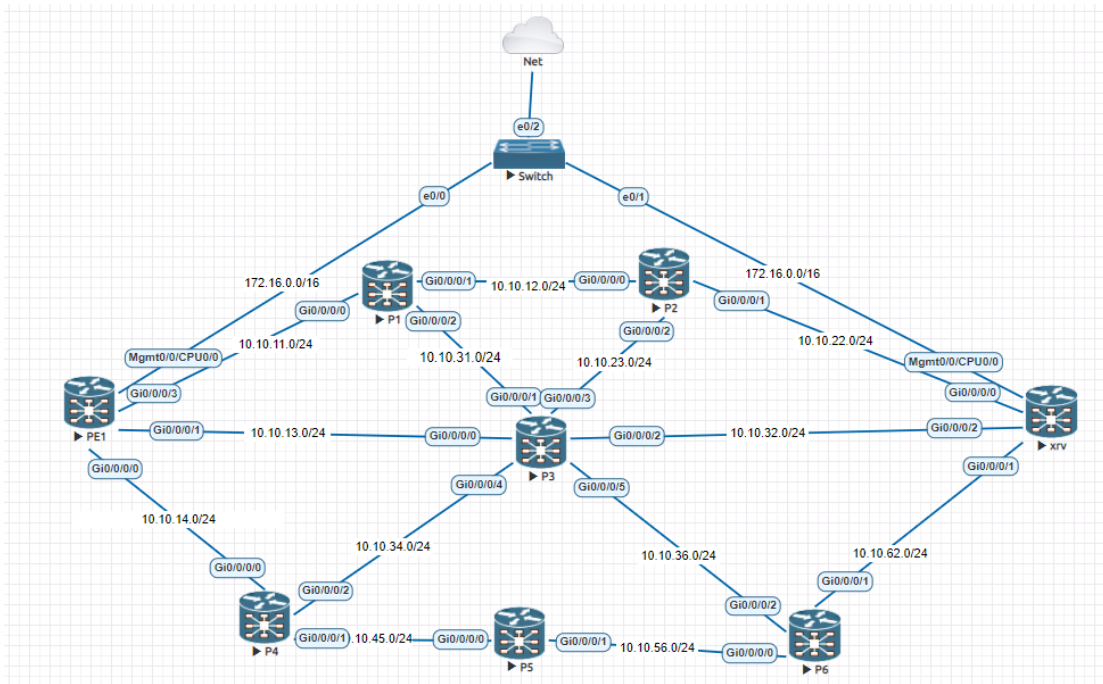 Net
e0/2
Switch
e0/0
e0/1
172.16.0.0/16
172.16.0.0/16
Gi0/0/0/1
10.10.12.0/24
Gi0/0/0/0
P1
P2
Gi0/0/0/0
Gi0/0/0/2
Gi0/0/0/1
Gi0/0/0/2
10.10.11.0/24
10.10.31.0/24
10.10.23.0/24
10.10.22.0/24
Mgmt0/0/CPU0/0
Mgmt0/0/CPU0/0
Gi0/0/0/3
Gi0/0/0/1
Gi0/0/0/3
Gi0/0/0/0
PE1
Gi0/0/0/1
10.10.13.0/24
Gi0/0/0/0
Gi0/0/0/2
10.10.32.0/24
Gi0/0/0/2
xrv
P3
Gi0/0/0/0
Gi0/0/0/4
Gi0/0/0/5
Gi0/0/0/1
10.10.14.0/24
10.10.34.0/24
10.10.36.0/24
10.10.62.0/24
Gi0/0/0/0
Gi0/0/0/2
Gi0/0/0/2
Gi0/0/0/1
P4
Gi0/0/0/1
.10.45.0/24
Gi0/0/0/0
P5
Gi0/0/0/1
10.10.56.0/24
Gi0/0/0/0
P6